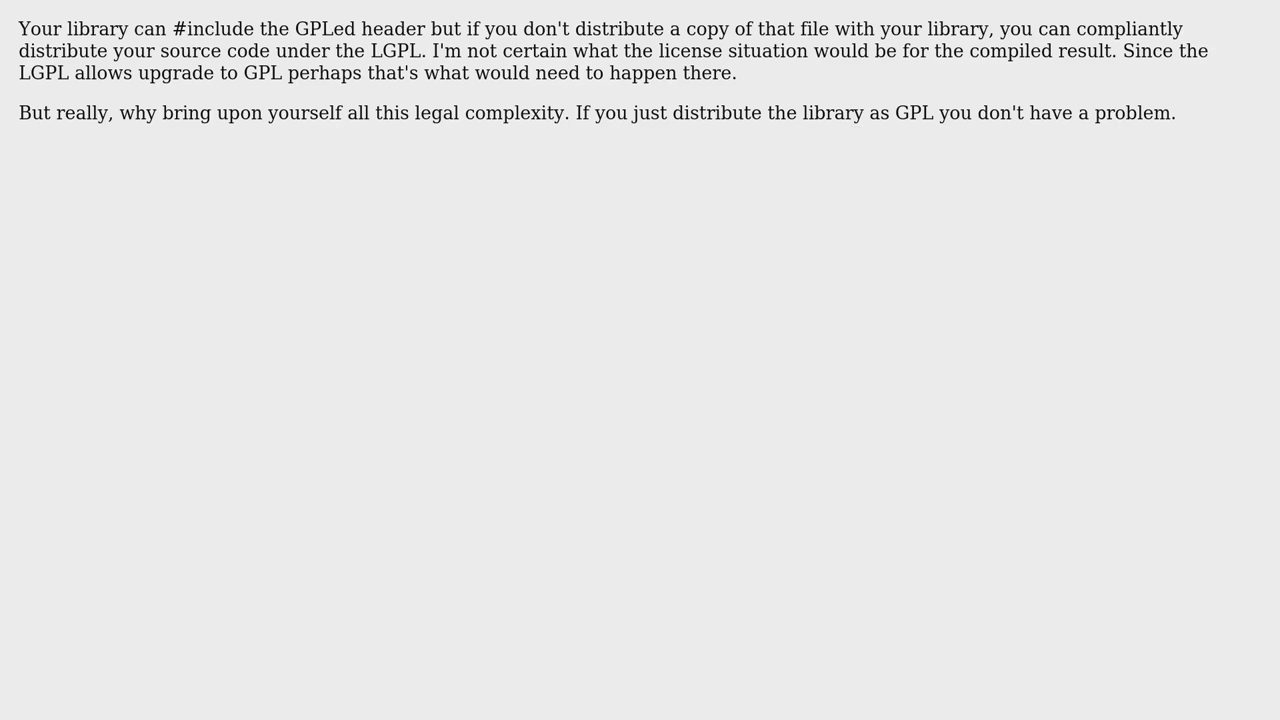 Your library can #include the GPLed header but if you don't distribute a copy of that file with your library, you can compliantly
distribute your source code under the LGPL. I'm not certain what the license situation would be for the compiled result. Since the
LGPL allows upgrade to GPL perhaps that's what would need to happen there.
But really, why bring upon yourself all this legal complexity. If you just distribute the library as GPL you don't have a problem.